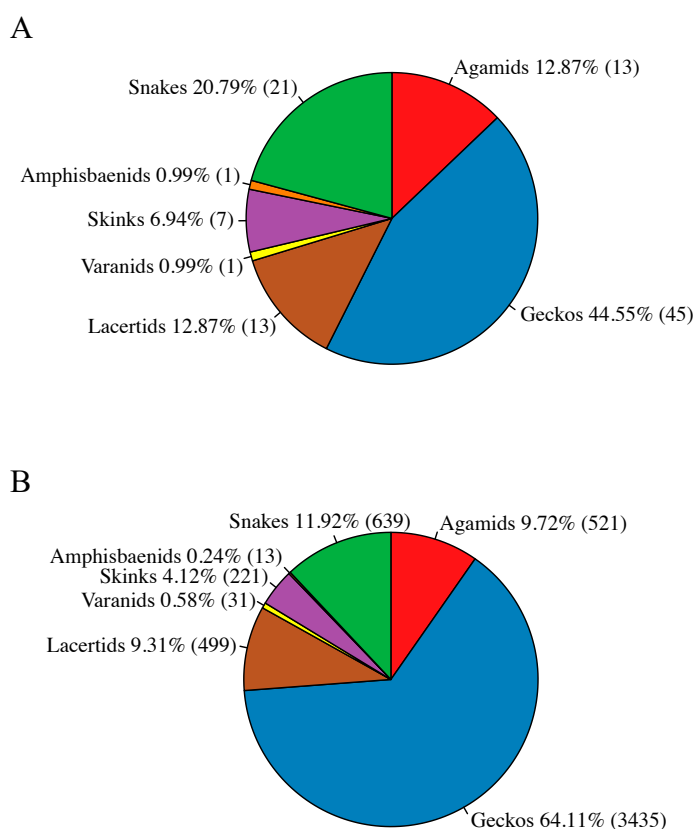 A
Agamids 12.87% (13)
Snakes 20.79% (21)
Amphisbaenids 0.99% (1)
Skinks 6.94% (7)
Varanids 0.99% (1)
Geckos 44.55% (45)
Lacertids 12.87% (13)
B
Snakes 11.92% (639)
Agamids 9.72% (521)
Amphisbaenids 0.24% (13)
Skinks 4.12% (221)
Varanids 0.58% (31)
Lacertids 9.31% (499)
Geckos 64.11% (3435)